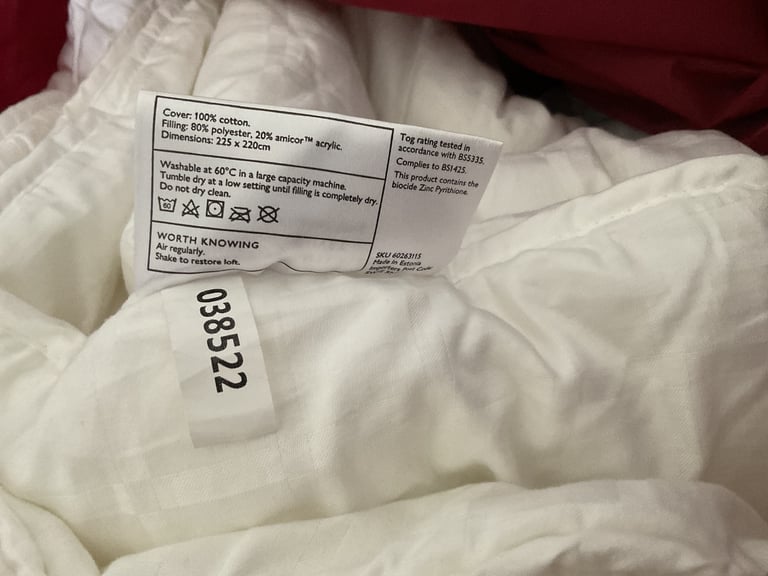 Cover: 100% cotton.
Filling: 80% polyester, 20% amicor™ acrylic.
Dimensions: 225 x 220cm
Washable at 60°C in a large capacity machine.
Tumble dry at a low setting until filling is completely dry.
Do not dry clean.
60
WORTH KNOWING
Air regularly.
Shake to restore loft.
Tog rating tested in
accordance with BS5335.
Complies to BS1425.
This product contains the
biocide Zinc Pyrithione.
SKU 60263115
Made in Estonia
Importers Post Code:
038522